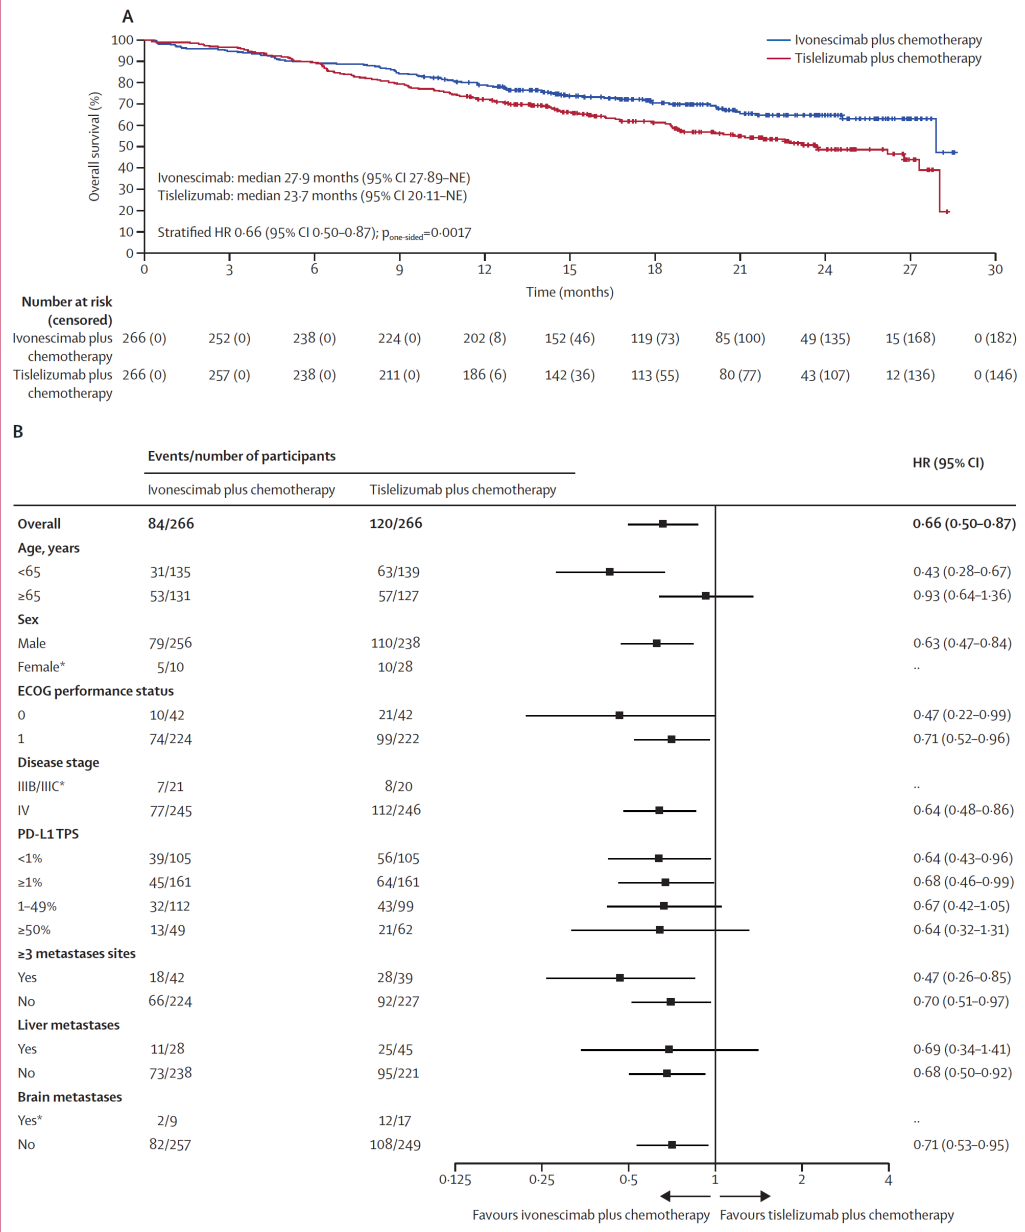 A
Ivonescimab plus chemotherapy
Tislelizumab plus chemotherapy
Overall survival (%)
100
90
80
70
60
50
40
30
20
10
0
Ivonescimab: median 27·9 months (95% CI 27·89–NE)
Tislelizumab: median 23·7 months (95% CI 20·11–NE)
Stratified HR 0·66 (95% CI 0·50–0·87); pone-sided=0·0017
0 3 6 9 12 15 18 21 24 27 30
Time (months)
Number at risk
(censored)
Ivonescimab plus 266 (0) 252 (0) 238 (0) 224 (0) 202 (8) 152 (46) 119 (73) 85 (100) 49 (135) 15 (168) 0 (182)
chemotherapy
Tislelizumab plus 266 (0) 257 (0) 238 (0) 211 (0) 186 (6) 142 (36) 113 (55) 80 (77) 43 (107) 12 (136) 0 (146)
chemotherapy
B
Events/number of participants HR (95% CI)
Ivonescimab plus chemotherapy Tislelizumab plus chemotherapy
Overall 84/266 120/266 0·66 (0·50–0·87)
Age, years
<65 31/135 63/139 0·43 (0·28–0·67)
≥65 53/131 57/127 0·93 (0·64–1·36)
Sex
Male 79/256 110/238 0·63 (0·47–0·84)
Female* 5/10 10/28 ··
ECOG performance status
0 10/42 21/42 0·47 (0·22–0·99)
1 74/224 99/222 0·71 (0·52–0·96)
Disease stage
IIIB/IIIC* 7/21 8/20 ··
IV 77/245 112/246 0·64 (0·48–0·86)
PD-L1 TPS
<1% 39/105 56/105 0·64 (0·43–0·96)
≥1% 45/161 64/161 0·68 (0·46–0·99)
1–49% 32/112 43/99 0·67 (0·42–1·05)
≥50% 13/49 21/62 0·64 (0·32–1·31)
≥3 metastases sites
Yes 18/42 28/39 0·47 (0·26–0·85)
No 66/224 92/227 0·70 (0·51–0·97)
Liver metastases
Yes 11/28 25/45 0·69 (0·34–1·41)
No 73/238 95/221 0·68 (0·50–0·92)
Brain metastases
Yes* 2/9 12/17 ··
No 82/257 108/249 0·71 (0·53–0·95)
0·125 0·25 0·5 1 2 4
Favours ivonescimab plus chemotherapy Favours tislelizumab plus chemotherapy